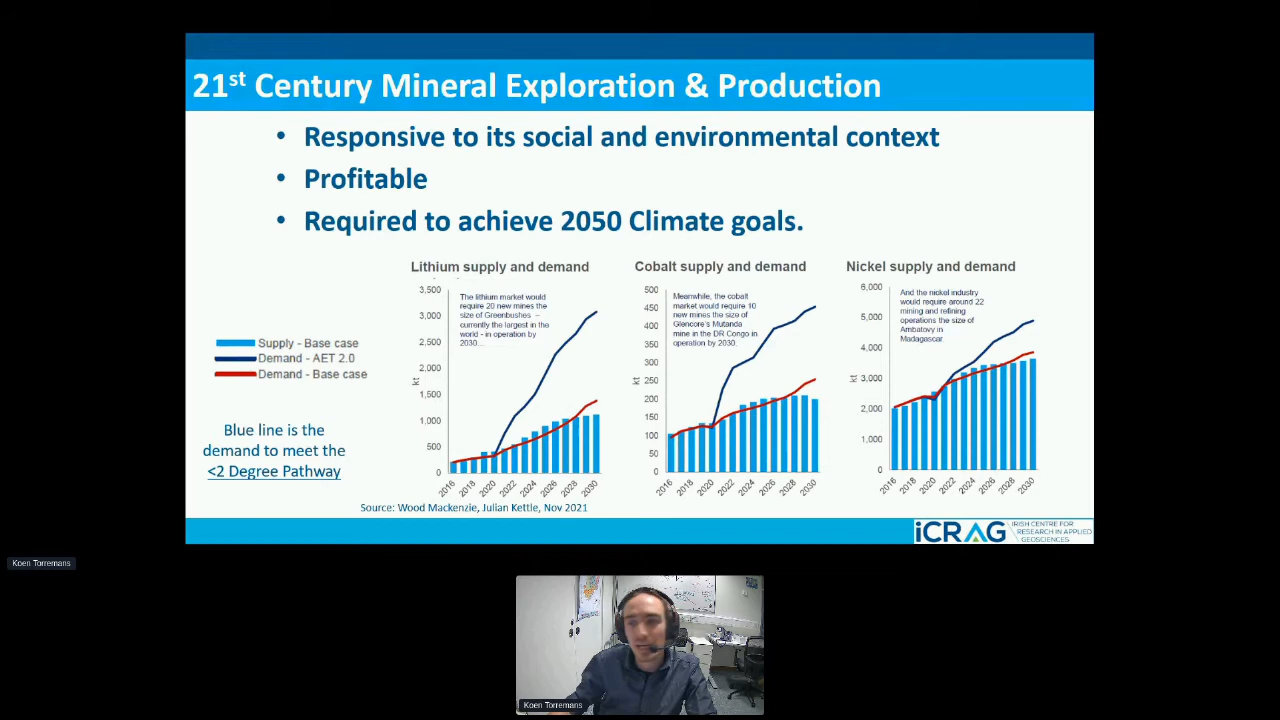 21st Century Mineral Exploration & Production
• Responsive to its social and environmental context
• Profitable
• Required to achieve 2050 Climate goals.
Supply - Base case
Demand - AET 2.0
Demand - Base case
Blue line is the
demand to meet the
<2 Degree Pathway
Lithium supply and demand
The lithium market would
require 20 new mines the
size of Greenbushes –
currently the largest in the
world - in operation by
2030...
kt
3,500
3,000
2,500
2,000
1,500
1,000
500
0
2016
2018
2020
2022
2024
2026
2028
2030
Cobalt supply and demand
Meanwhile, the cobalt
market would require 10
new mines the size of
Glencore's Mutanda
mine in the DR Congo in
operation by 2030.
kt
500
450
400
350
300
250
200
150
100
50
0
2016
2018
2020
2022
2024
2026
2028
2030
Nickel supply and demand
And the nickel industry
would require around 22
mining and refining
operations the size of
Ambatovy in
Madagascar
kt
6,000
5,000
4,000
3,000
2,000
1,000
0
2016
2018
2020
2022
2024
2026
2028
2030
Source: Wood Mackenzie, Julian Kettle, Nov 2021
iCRAG
IRISH CENTRE FOR
RESEARCH IN APPLIED
GEOSCIENCES
Koen Torremans
Koen Torremans